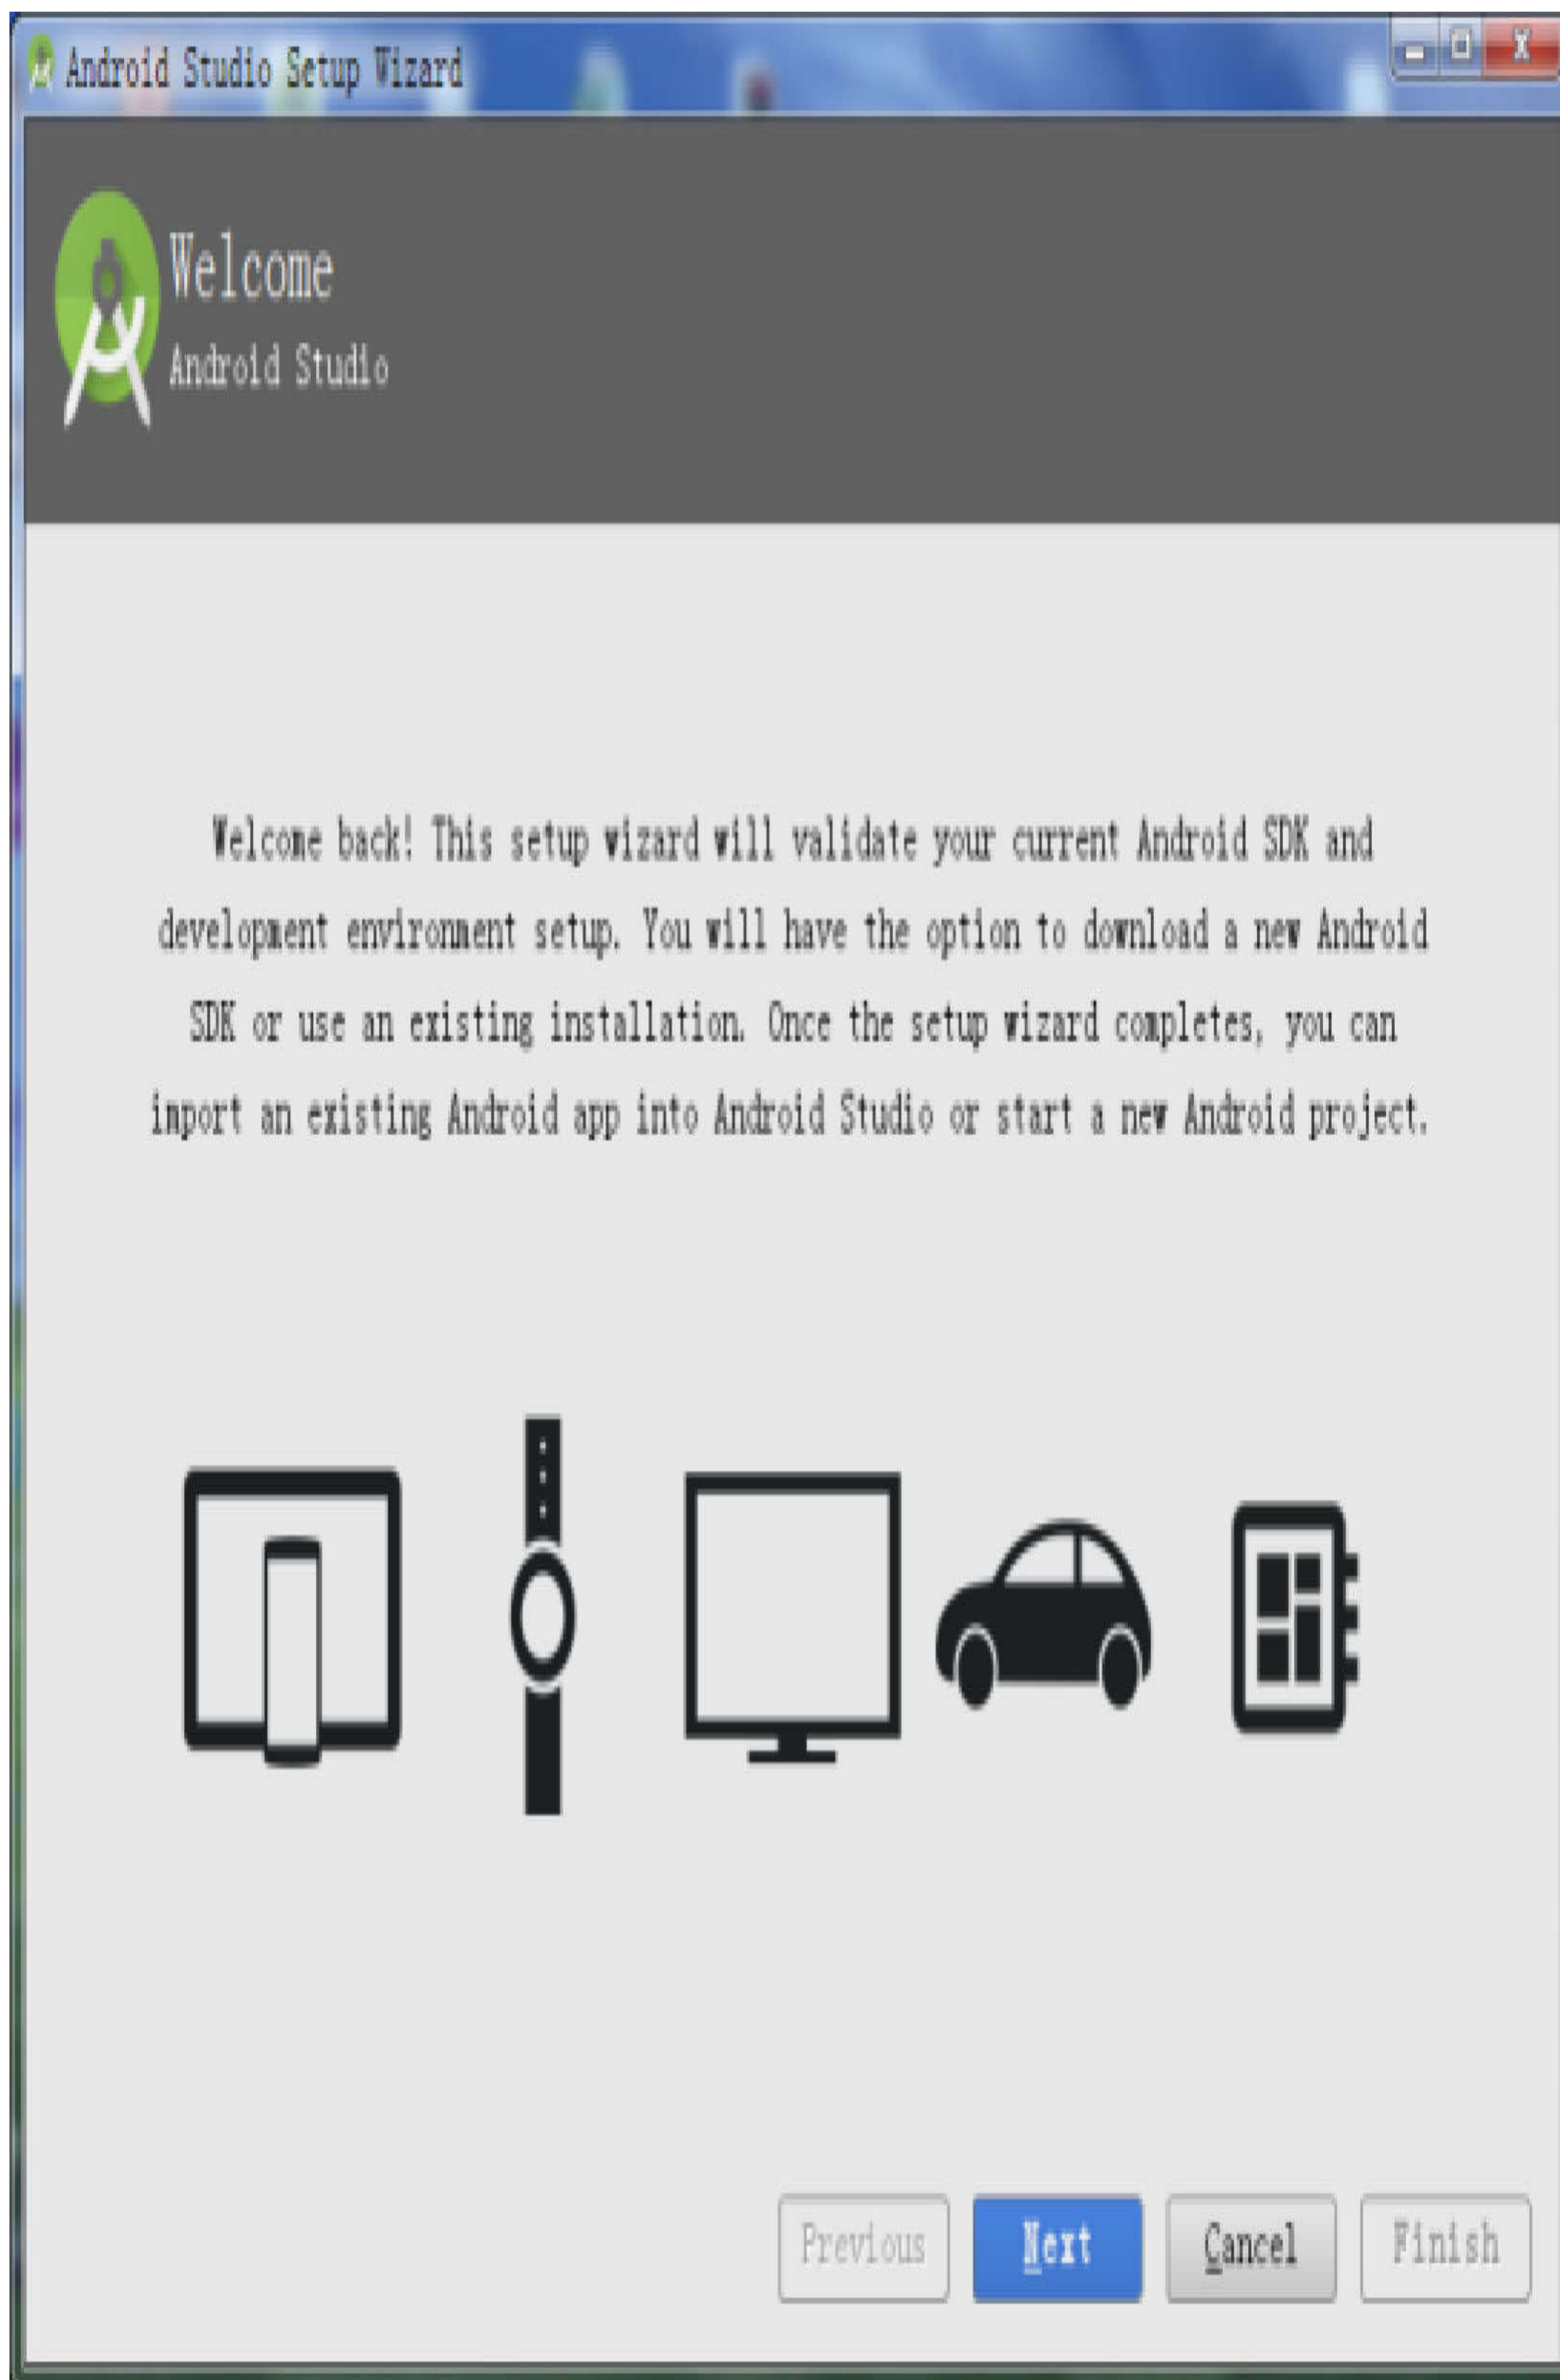 Android Studio Setup Wizard
Welcome
Android Studio
Welcome back! This setup wizard will validate your current Android SDK and
development environment setup. You will have the option to download a new Android
SDK or use an existing installation. Once the setup wizard completes, you can
import an existing Android app into Android Studio or start a new Android project.
Previous Next Cancel Finish